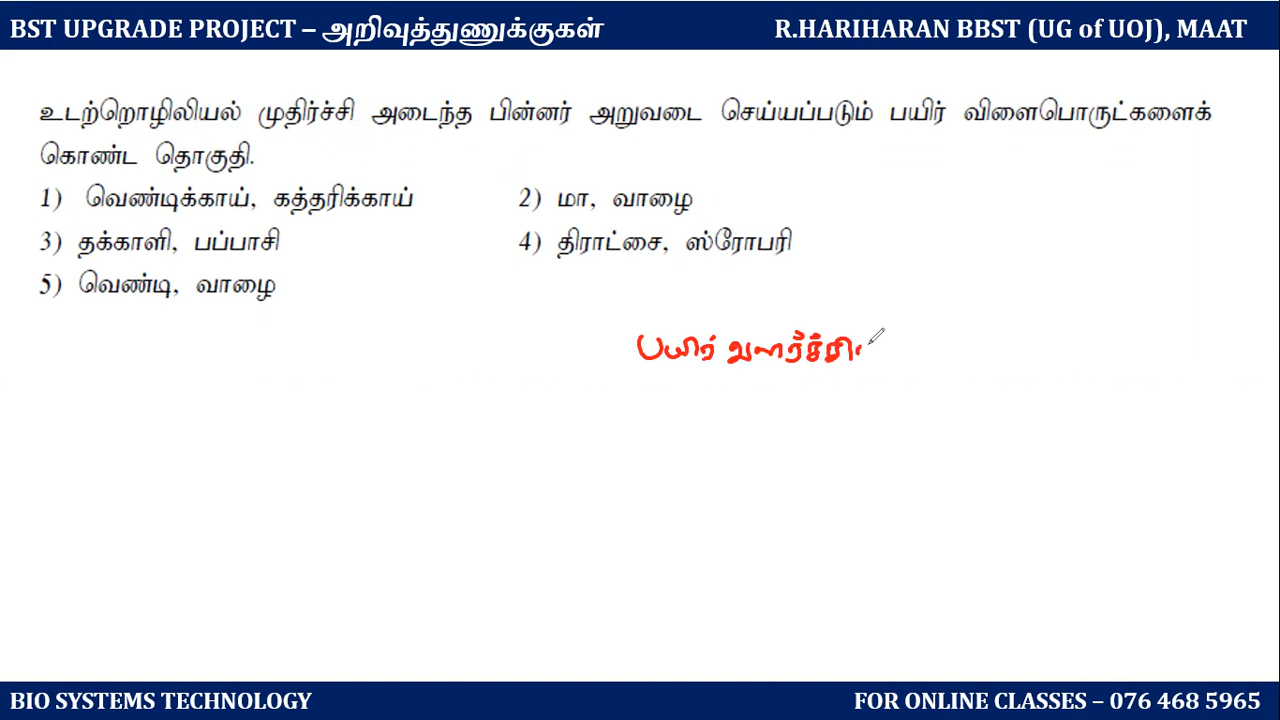 BST UPGRADE PROJECT – அறிவுத்துணுக்குகள் R.HARIHARAN BBST (UG of UOJ), MAAT
உடற்றொழிலியல் முதிர்ச்சி அடைந்த பின்னர் அறுவடை செய்யப்படும் பயிர் விளைபொருட்களைக்
கொண்ட தொகுதி.
1) வெண்டிக்காய், கத்தரிக்காய் 2) மா, வாழை
3) தக்காளி, பப்பாசி 4) திராட்சை, ஸ்ரோபரி
5) வெண்டி, வாழை
பயிர் வளர்ச்சி
BIO SYSTEMS TECHNOLOGY FOR ONLINE CLASSES – 076 468 5965